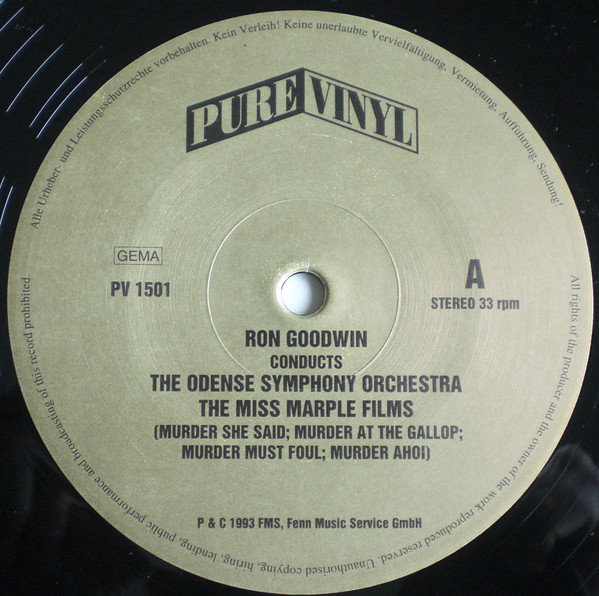 Alle Urheber- und Leistungsschutzrechte vorbehalten. Kein Verleih! Keine unerlaubte Vervielfältigung, Vermietung, Aufführung, Sendung!
PURE VINYL
GEMA
PV 1501
A
STEREO 33 rpm
RON GOODWIN
CONDUCTS
THE ODENSE SYMPHONY ORCHESTRA
THE MISS MARPLE FILMS
(MURDER SHE SAID; MURDER AT THE GALLOP;
MURDER MUST FOUL; MURDER AHOI)
P & C 1993 FMS, Fenn Music Service GmbH
All rights of the producer and the owner of the work reproduced reserved. Unauthorised copying, hiring, lending, public performance and broadcasting of this record prohibited.